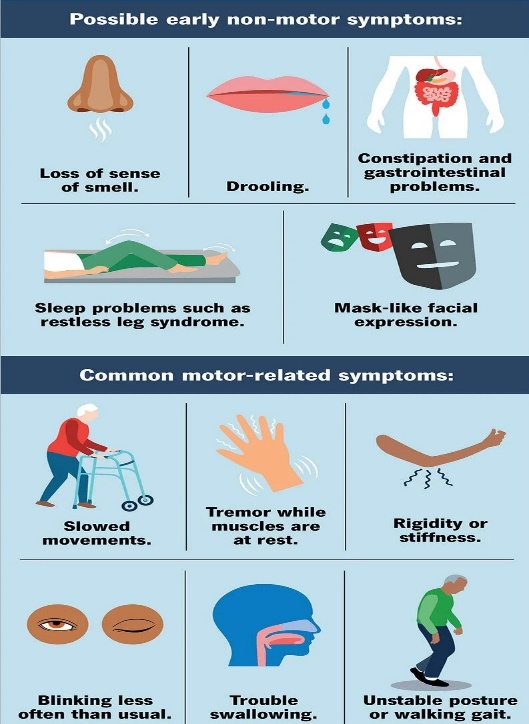 Possible early non-motor symptoms:
Loss of sense
of smell.
Drooling.
Constipation and
gastrointestinal
problems.
Sleep problems such as
restless leg syndrome.
Mask-like facial
expression.
Common motor-related symptoms:
Slowed
movements.
Tremor while
muscles are
at rest.
Rigidity or
stiffness.
Blinking less
often than usual.
Trouble
swallowing.
Unstable posture
or walking gait.